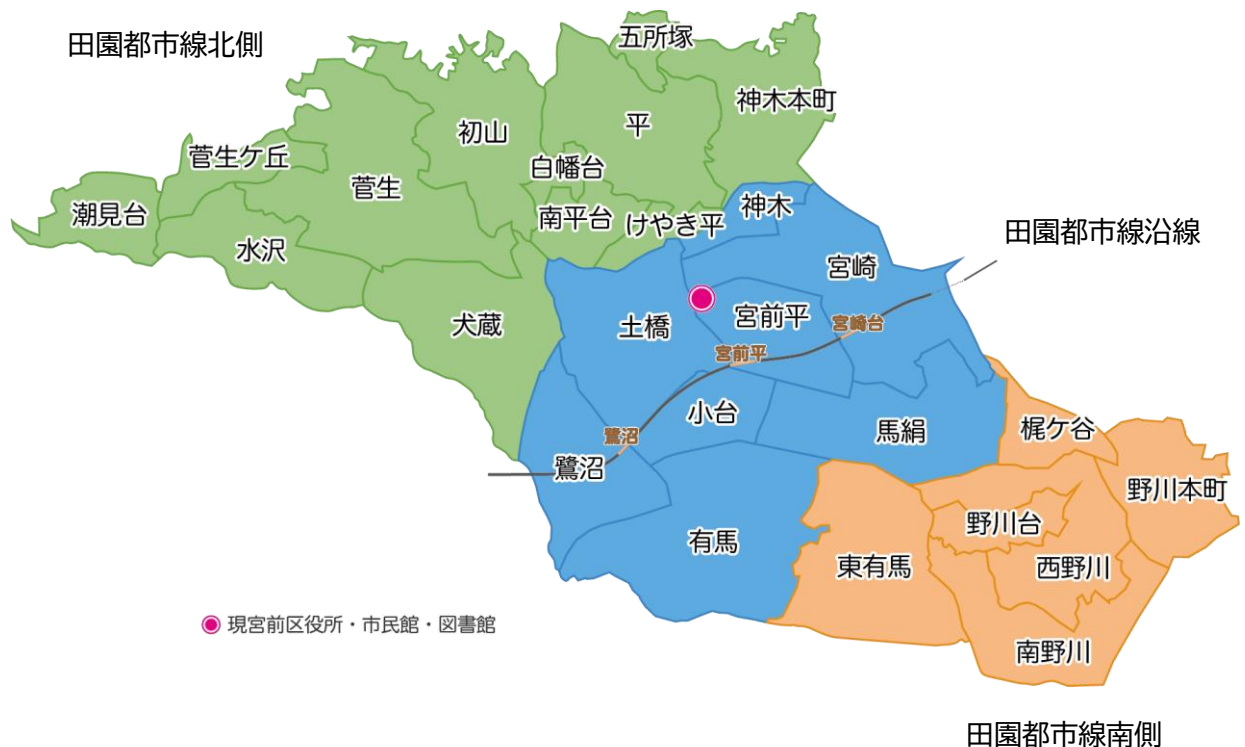 田園都市線北側
五所塚
神木本町
平
初山
白幡台
菅生ケ丘
菅生
潮見台
水沢
南平台
けやき平
神木
田園都市線沿線
宮崎
犬蔵
土橋
宮前平
宮崎台
宮前平
小台
鷺沼
鷺沼
馬絹
梶ケ谷
野川本町
有馬
野川台
東有馬
西野川
南野川
現宮前区役所・市民館・図書館
田園都市線南側